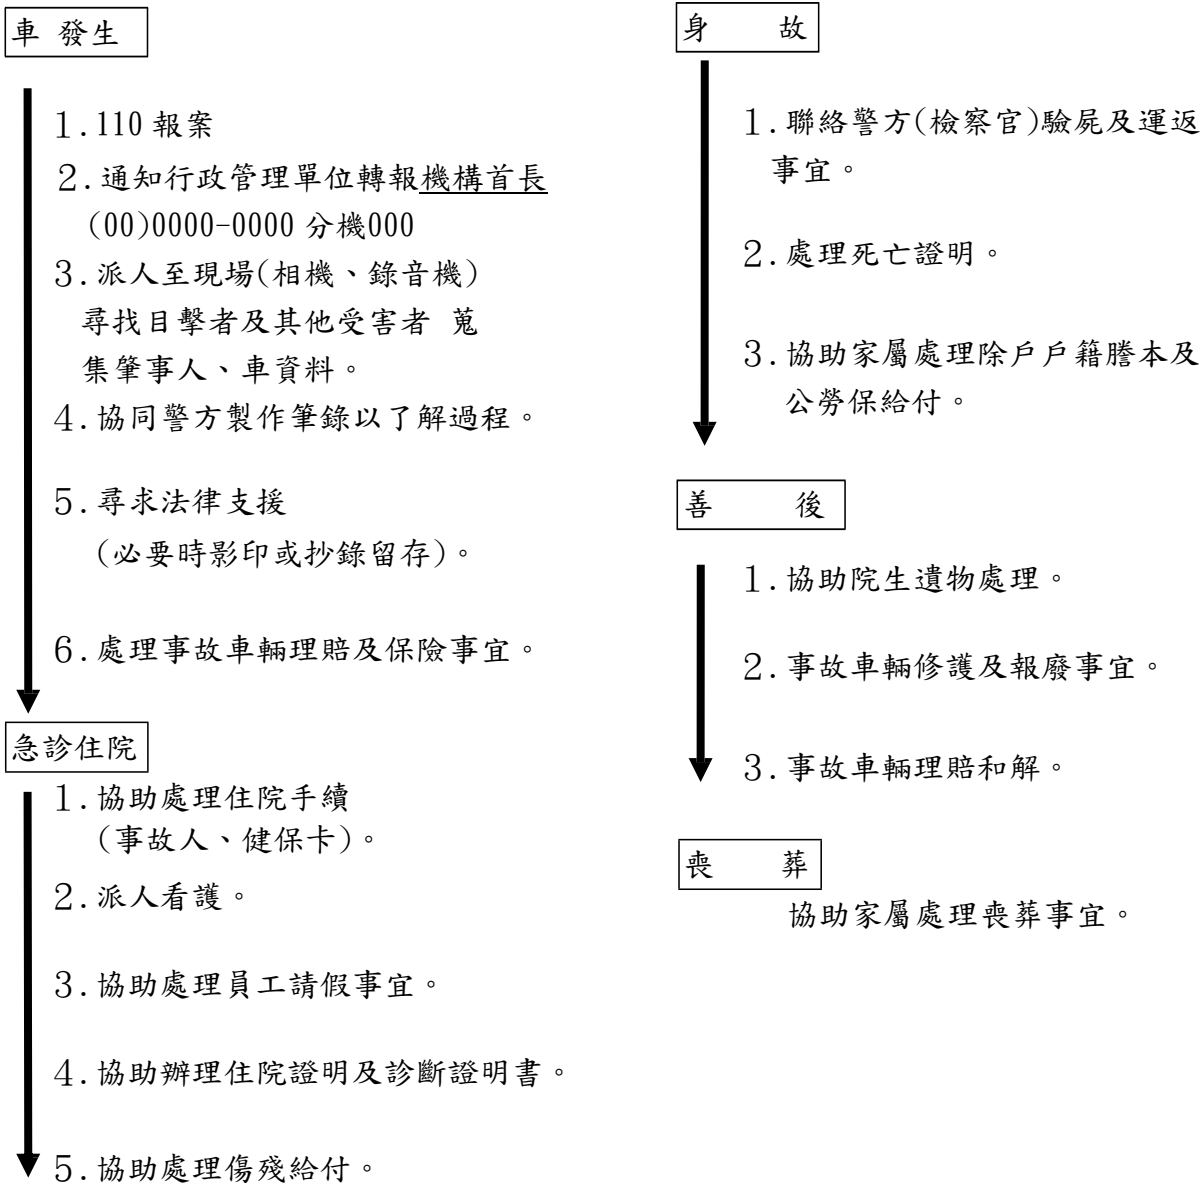 車 發生
1.110 報案
2.通知行政管理單位轉報機構首長
(00)0000-0000 分機000
3.派人至現場(相機、錄音機)
尋找目擊者及其他受害者 蒐
集肇事人、車資料。
4.協同警方製作筆錄以了解過程。
5.尋求法律支援
(必要時影印或抄錄留存)。
6.處理事故車輛理賠及保險事宜。
急診住院
1.協助處理住院手續
(事故人、健保卡)。
2.派人看護。
3.協助處理員工請假事宜。
4.協助辦理住院證明及診斷證明書。
5.協助處理傷殘給付。
身 故
1.聯絡警方(檢察官)驗屍及運返
事宜。
2.處理死亡證明。
3.協助家屬處理除戶戶籍謄本及
公勞保給付。
善 後
1.協助院生遺物處理。
2.事故車輛修護及報廢事宜。
3.事故車輛理賠和解。
喪 葬
協助家屬處理喪葬事宜。